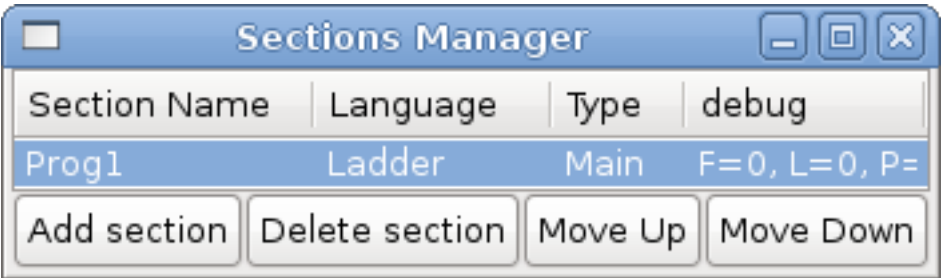 Sections Manager
Section Name Language Type debug
Prog1 Ladder Main F=0, L=0, P=
Add section Delete section Move Up Move Down